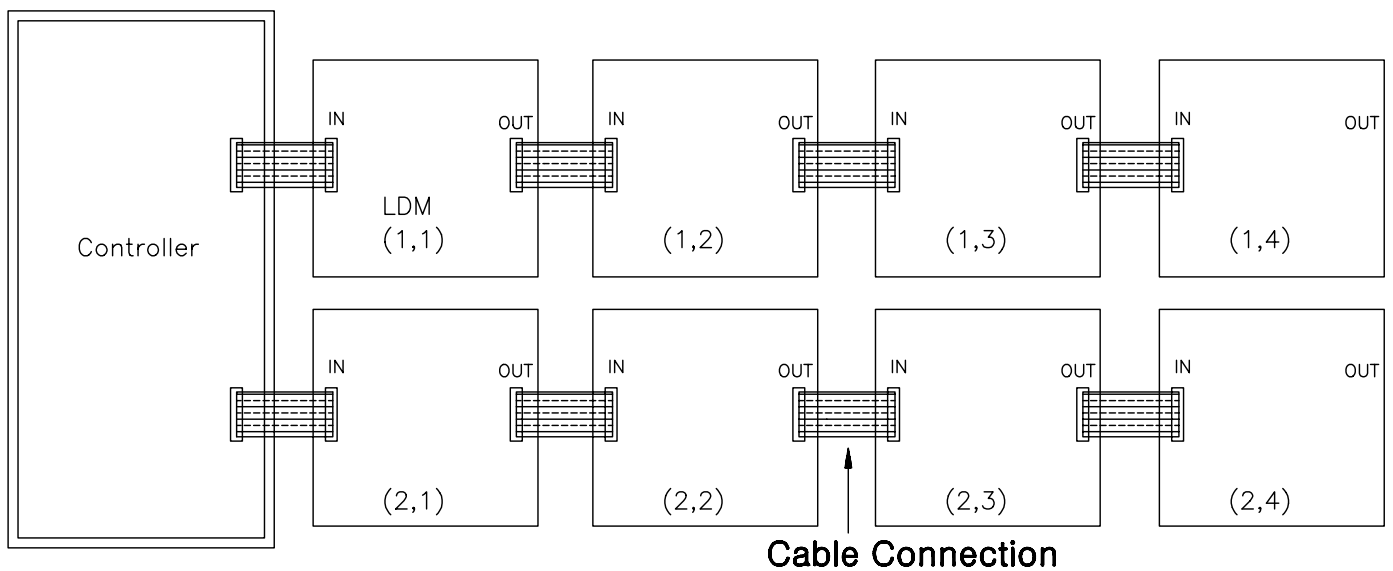 IN OUT IN OUT IN OUT IN OUT
LDM
Controller (1,1) (1,2) (1,3) (1,4)
IN OUT IN OUT IN OUT IN OUT
(2,1) (2,2) (2,3) (2,4)
Cable Connection